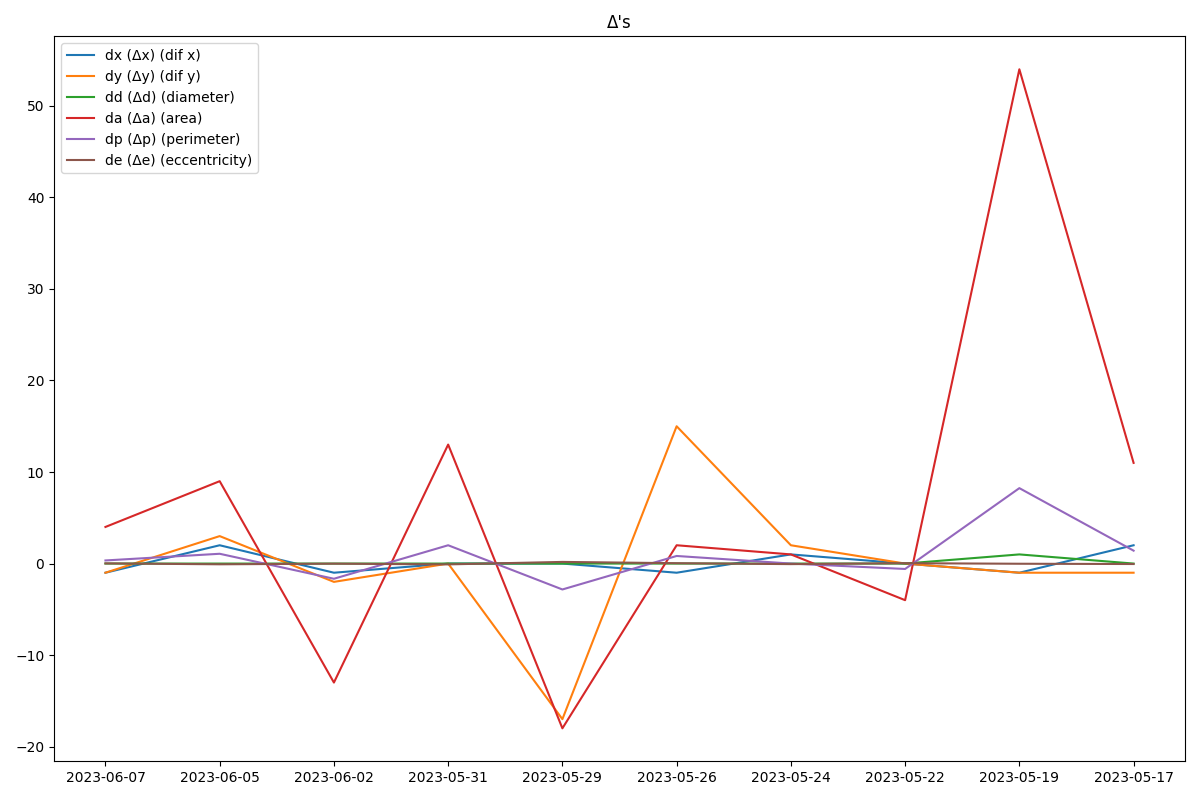 Δ's
dx (Δx) (dif x)
dy (Δy) (dif y)
dd (Δd) (diameter)
da (Δa) (area)
dp (Δp) (perimeter)
de (Δe) (eccentricity)
50
40
30
20
10
0
−10
−20
2023-06-07 2023-06-05 2023-06-02 2023-05-31 2023-05-29 2023-05-26 2023-05-24 2023-05-22 2023-05-19 2023-05-17